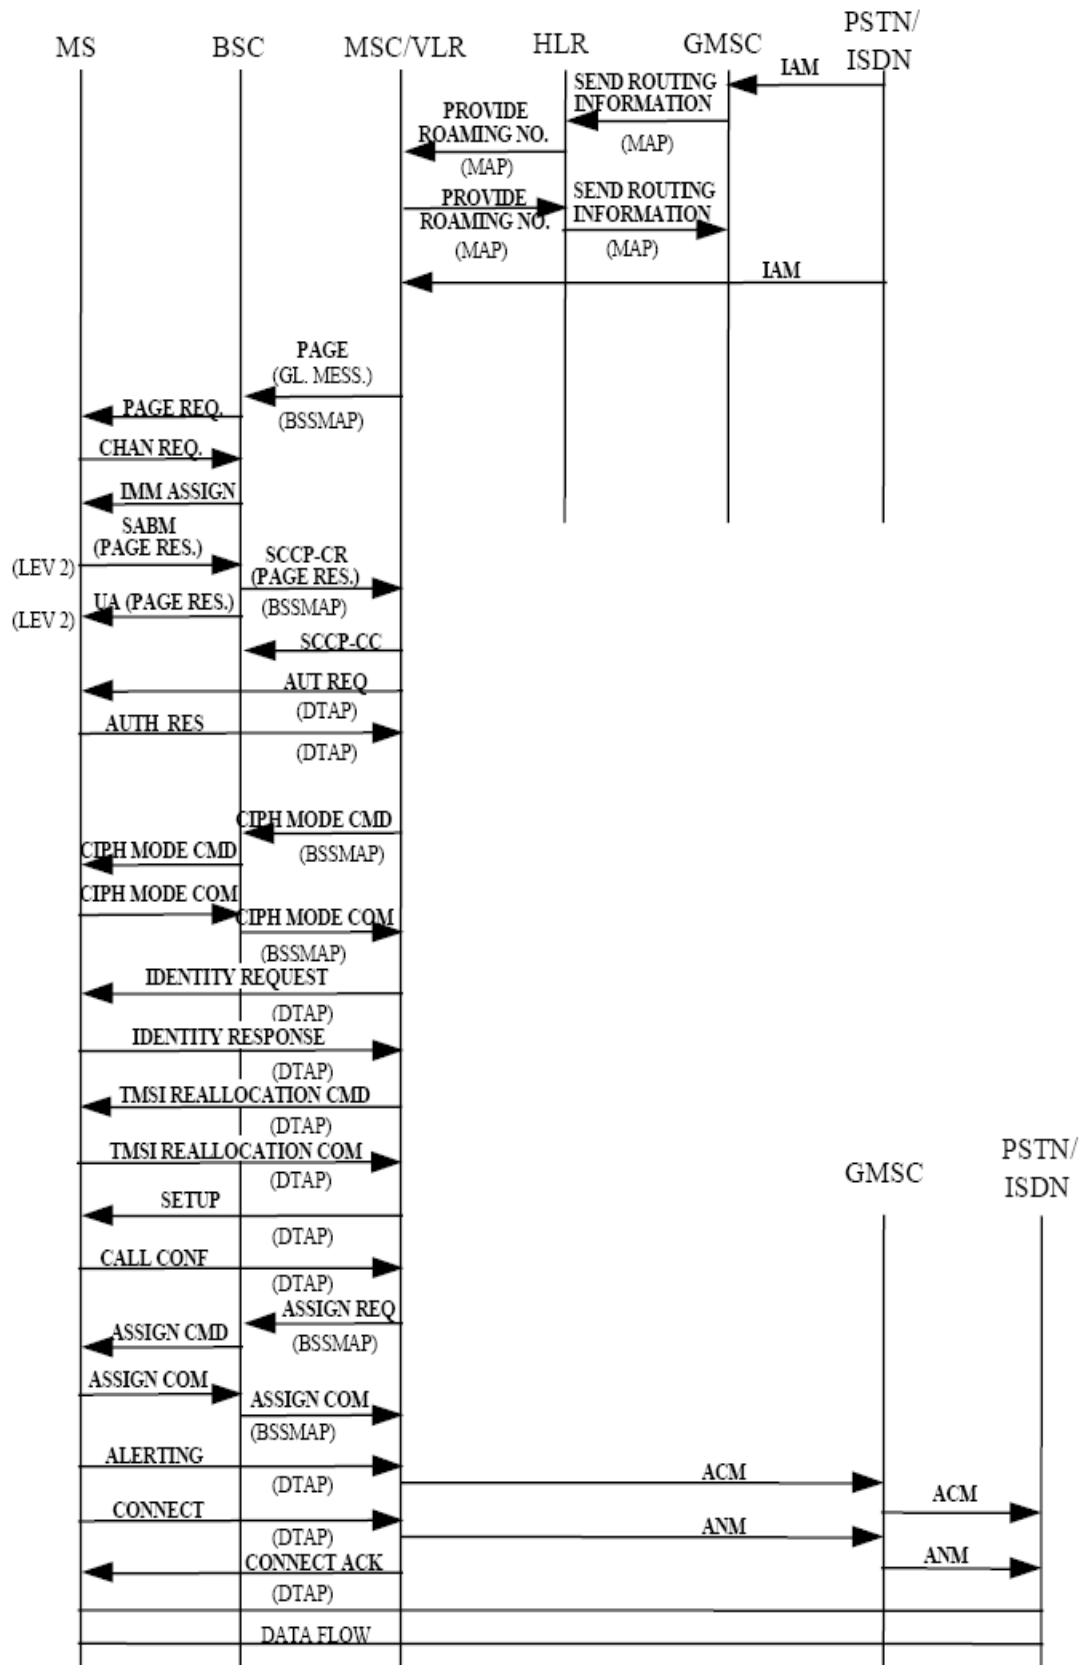 MS
BSC
MSC/VLR
HLR
GMSC
PSTN/
ISDN
IAM
SEND ROUTING
INFORMATION
(MAP)
PROVIDE
ROAMING NO.
(MAP)
PROVIDE
ROAMING NO.
(MAP)
SEND ROUTING
INFORMATION
(MAP)
IAM
PAGE
(GL. MESS.)
(BSSMAP)
PAGE REQ.
CHAN REQ.
IMM ASSIGN
SABM
(PAGE RES.)
(LEV 2)
SCCP-CR
(PAGE RES.)
(BSSMAP)
UA (PAGE RES.)
(LEV 2)
SCCP-CC
AUT REQ
(DTAP)
AUTH RES
(DTAP)
CIPH MODE CMD
(BSSMAP)
CIPH MODE CMD
CIPH MODE COM
CIPH MODE COM
(BSSMAP)
IDENTITY REQUEST
(DTAP)
IDENTITY RESPONSE
(DTAP)
TMSI REALLOCATION CMD
(DTAP)
TMSI REALLOCATION COM
(DTAP)
GMSC
PSTN/
ISDN
SETUP
(DTAP)
CALL CONF
(DTAP)
ASSIGN REQ
(BSSMAP)
ASSIGN CMD
ASSIGN COM
ASSIGN COM
(BSSMAP)
ALERTING
(DTAP)
ACM
ACM
CONNECT
(DTAP)
ANM
ANM
CONNECT ACK
(DTAP)
DATA FLOW